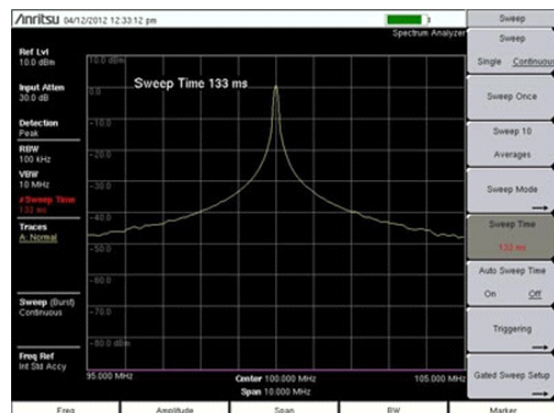 Anritsu 04/12/2012 12:33:12 pm
Spectrum Analyzer
Sweep
Ref Lvl
10.0 dBm
Input Atten
30.0 dB
Detection
Peak
RBW
100 kHz
VBW
10 MHz
#Sweep Time
133 ms
Traces
A: Normal
Sweep (Burst)
Continuous
Freq Ref
Int Std Accy
10.0 dBm
Sweep Time 133 ms
0.0
-10.0
-20.0
-30.0
-40.0
-50.0
-60.0
-70.0
-80.0 dBm
95.000 MHz
Center 100.000 MHz
105.000 MHz
Span 10.000 MHz
Sweep
Single Continuous
Sweep Once
Sweep 10
Averages
Sweep Mode
Sweep Time
133 ms
Auto Sweep Time
On Off
Triggering
Gated Sweep Setup
Freq
Amplitude
Span
BW
Marker